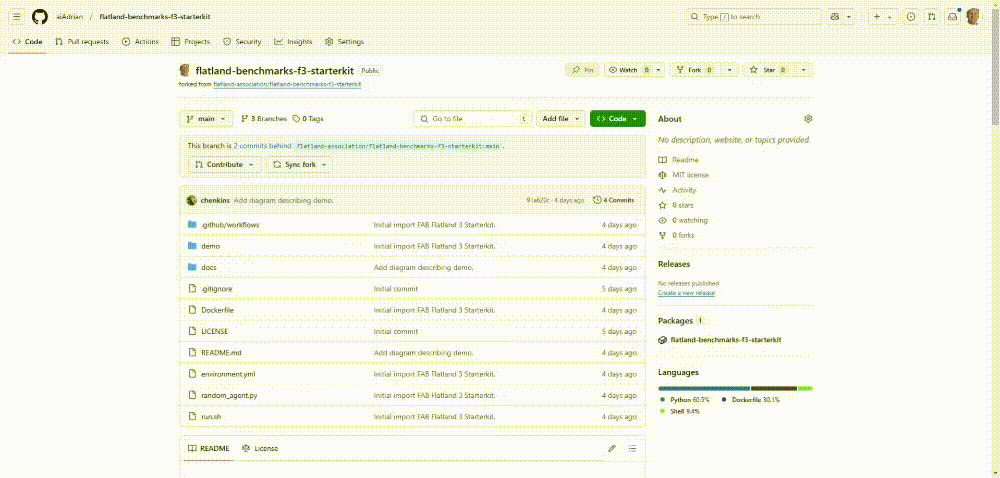 aiAdrian / flatland-benchmarks-f3-starterkit
Type / to search
Code Pull requests Actions Projects Security Insights Settings
flatland-benchmarks-f3-starterkit Public
Pin Watch 0 Fork 0 Star 0
forked from flatland-association/flatland-benchmarks-f3-starterkit
main 3 Branches 0 Tags Go to file t Add file Code
This branch is 2 commits behind flatland-association/flatland-benchmarks-f3-starterkit:main .
Contribute Sync fork
chenkins Add diagram describing demo. 91a620c · 4 days ago 4 Commits
.github/workflows Initial import FAB Flatland 3 Starterkit. 4 days ago
demo Initial import FAB Flatland 3 Starterkit. 4 days ago
docs Add diagram describing demo. 4 days ago
.gitignore Initial commit 5 days ago
Dockerfile Initial import FAB Flatland 3 Starterkit. 4 days ago
LICENSE Initial commit 5 days ago
README.md Add diagram describing demo. 4 days ago
environment.yml Initial import FAB Flatland 3 Starterkit. 4 days ago
random_agent.py Initial import FAB Flatland 3 Starterkit. 4 days ago
run.sh Initial import FAB Flatland 3 Starterkit. 4 days ago
README License
About
No description, website, or topics provided.
Readme
MIT license
Activity
0 stars
0 watching
0 forks
Releases
No releases published
Create a new release
Packages 1
flatland-benchmarks-f3-starterkit
Languages
Python 60.5% Dockerfile 30.1%
Shell 9.4%